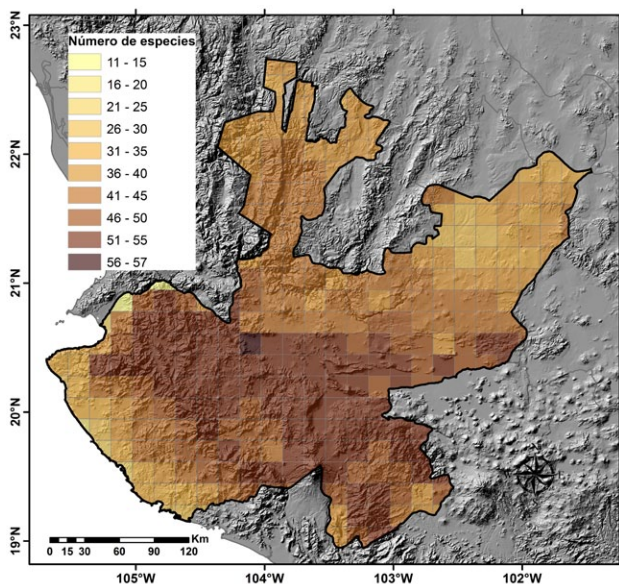 23°N
Número de especies
11 - 15
16 - 20
21 - 25
26 - 30
31 - 35
36 - 40
41 - 45
46 - 50
51 - 55
56 - 57
22°N
21°N
20°N
19°N
Km
0 15 30 60 90 120
105°W 104°W 103°W 102°W